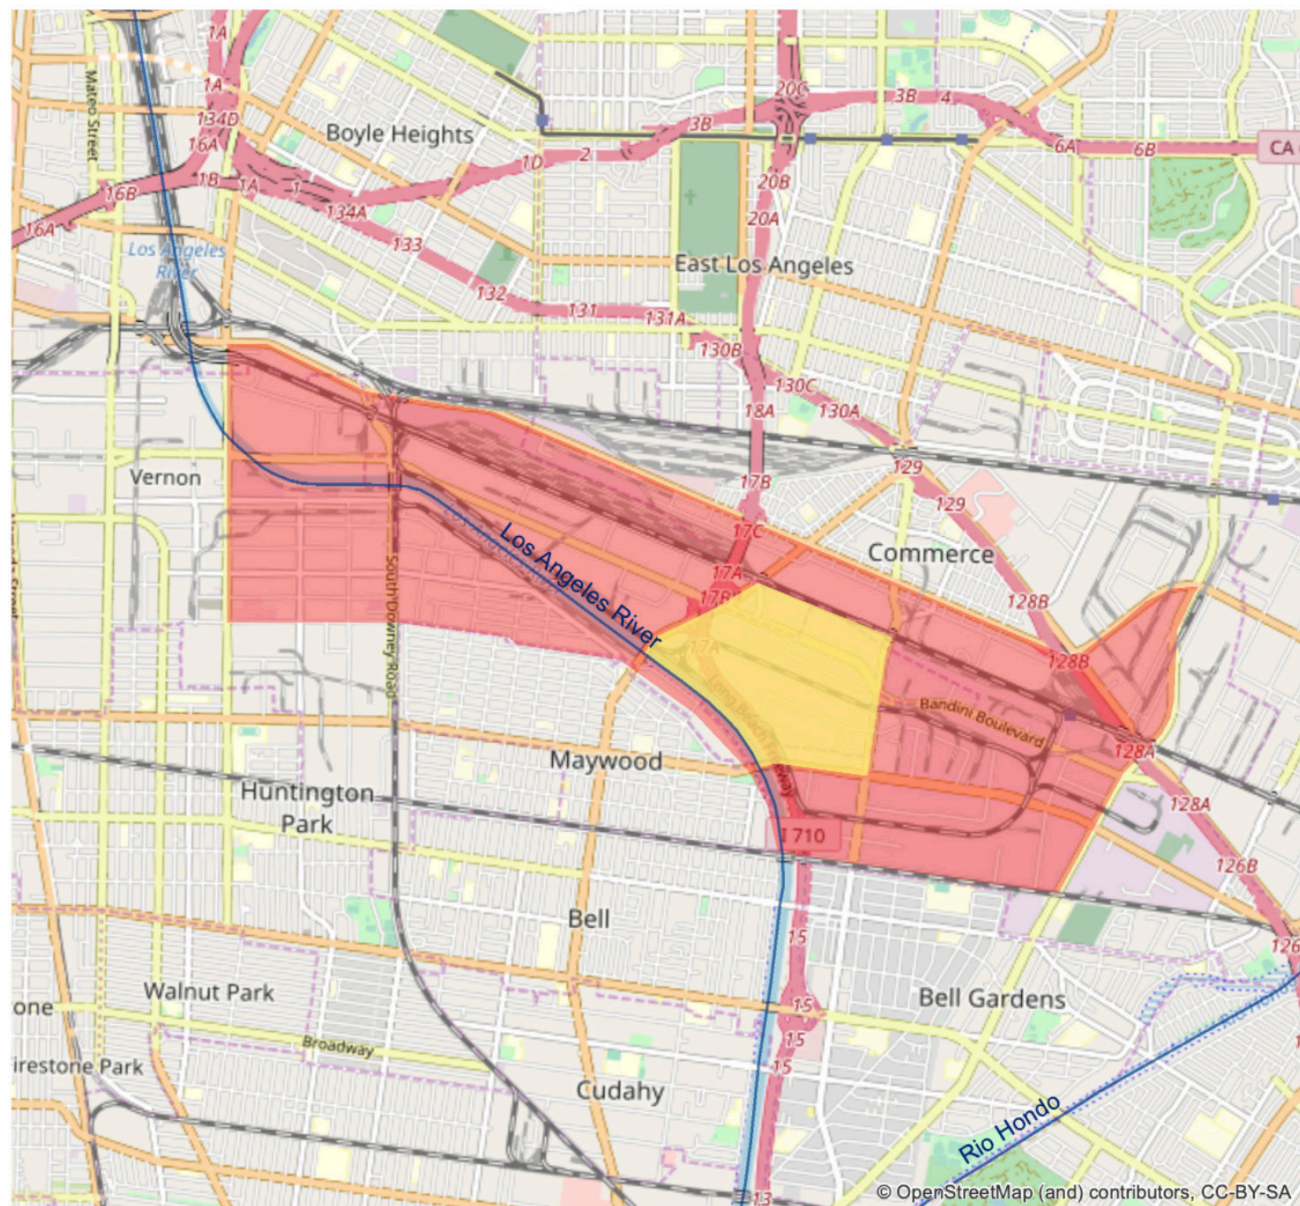 1A
20C
3B
4
1A
Mateo Street
134D
3B
Boyle Heights
16A
6A
6B
CA
1D
2
1B
1A
1
20B
16B
134A
20A
16A
133
Los Angeles
River
East Los Angeles
132
131
131A
130B
130C
18A
130A
129
Vernon
17B
129
17C
Los Angeles River
Commerce
17A
17B
128B
South Downey Road
17A
128B
Long Beach Freeway
Bandini Boulevard
128A
Maywood
Huntington
Park
128A
I 710
126B
Bell
15
126
Walnut Park
Bell Gardens
one
15
15
Broadway
irestone Park
15
Cudahy
Rio Hondo
13
© OpenStreetMap (and) contributors, CC-BY-SA